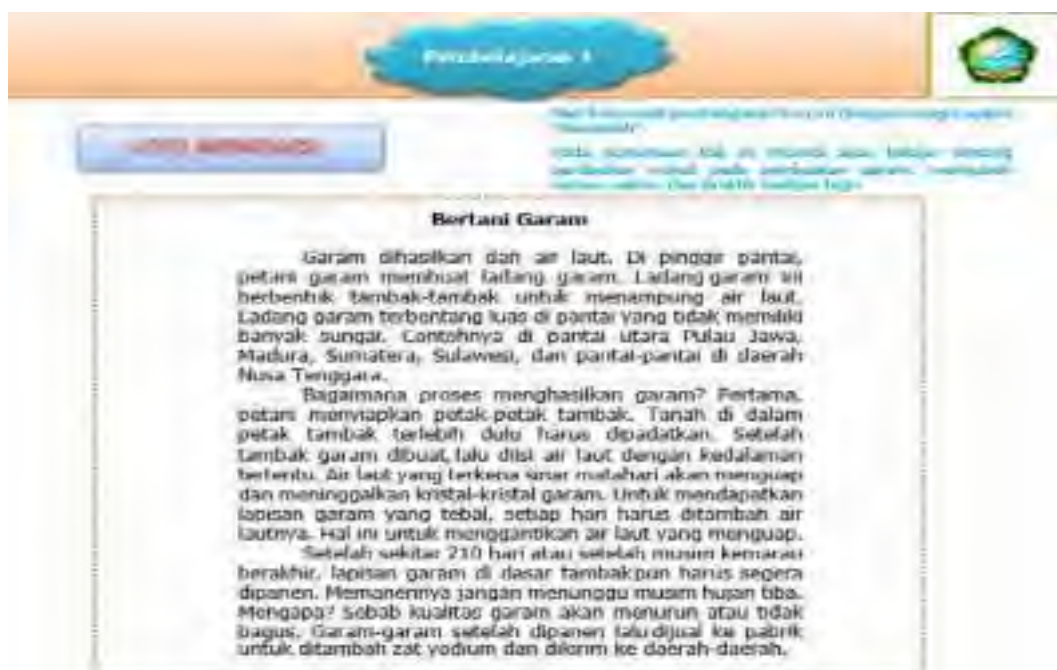 Pembelajaran 1
Bertani Garam
Garam dihasilkan dari air laut. Di pinggir pantai,
petani garam membuat ladang garam. Ladang garam ini
berbentuk tambak-tambak untuk menampung air laut.
Ladang garam terbentang luas di pantai yang tidak memiliki
banyak sungai. Contohnya di pantai utara Pulau Jawa,
Madura, Sumatera, Sulawesi, dan pantai-pantai di daerah
Nusa Tenggara.
Bagaimana proses menghasilkan garam? Pertama,
petani menyiapkan petak-petak tambak. Tanah di dalam
petak tambak terlebih dulu harus dipadatkan. Setelah
tambak garam dibuat, lalu diisi air laut dengan kedalaman
tertentu. Air laut yang terkena sinar matahari akan menguap
dan meninggalkan kristal-kristal garam. Untuk mendapatkan
lapisan garam yang tebal, setiap hari harus ditambah air
lautnya. Hal ini untuk menggantikan air laut yang menguap.
Setelah sekitar 210 hari atau setelah musim kemarau
berakhir, lapisan garam di dasar tambakpun harus segera
dipanen. Memanennya jangan menunggu musim hujan tiba.
Mengapa? Sebab kualitas garam akan menurun atau tidak
bagus. Garam-garam setelah dipanen lalu dijual ke pabrik
untuk ditambah zat yodium dan dikirim ke daerah-daerah.